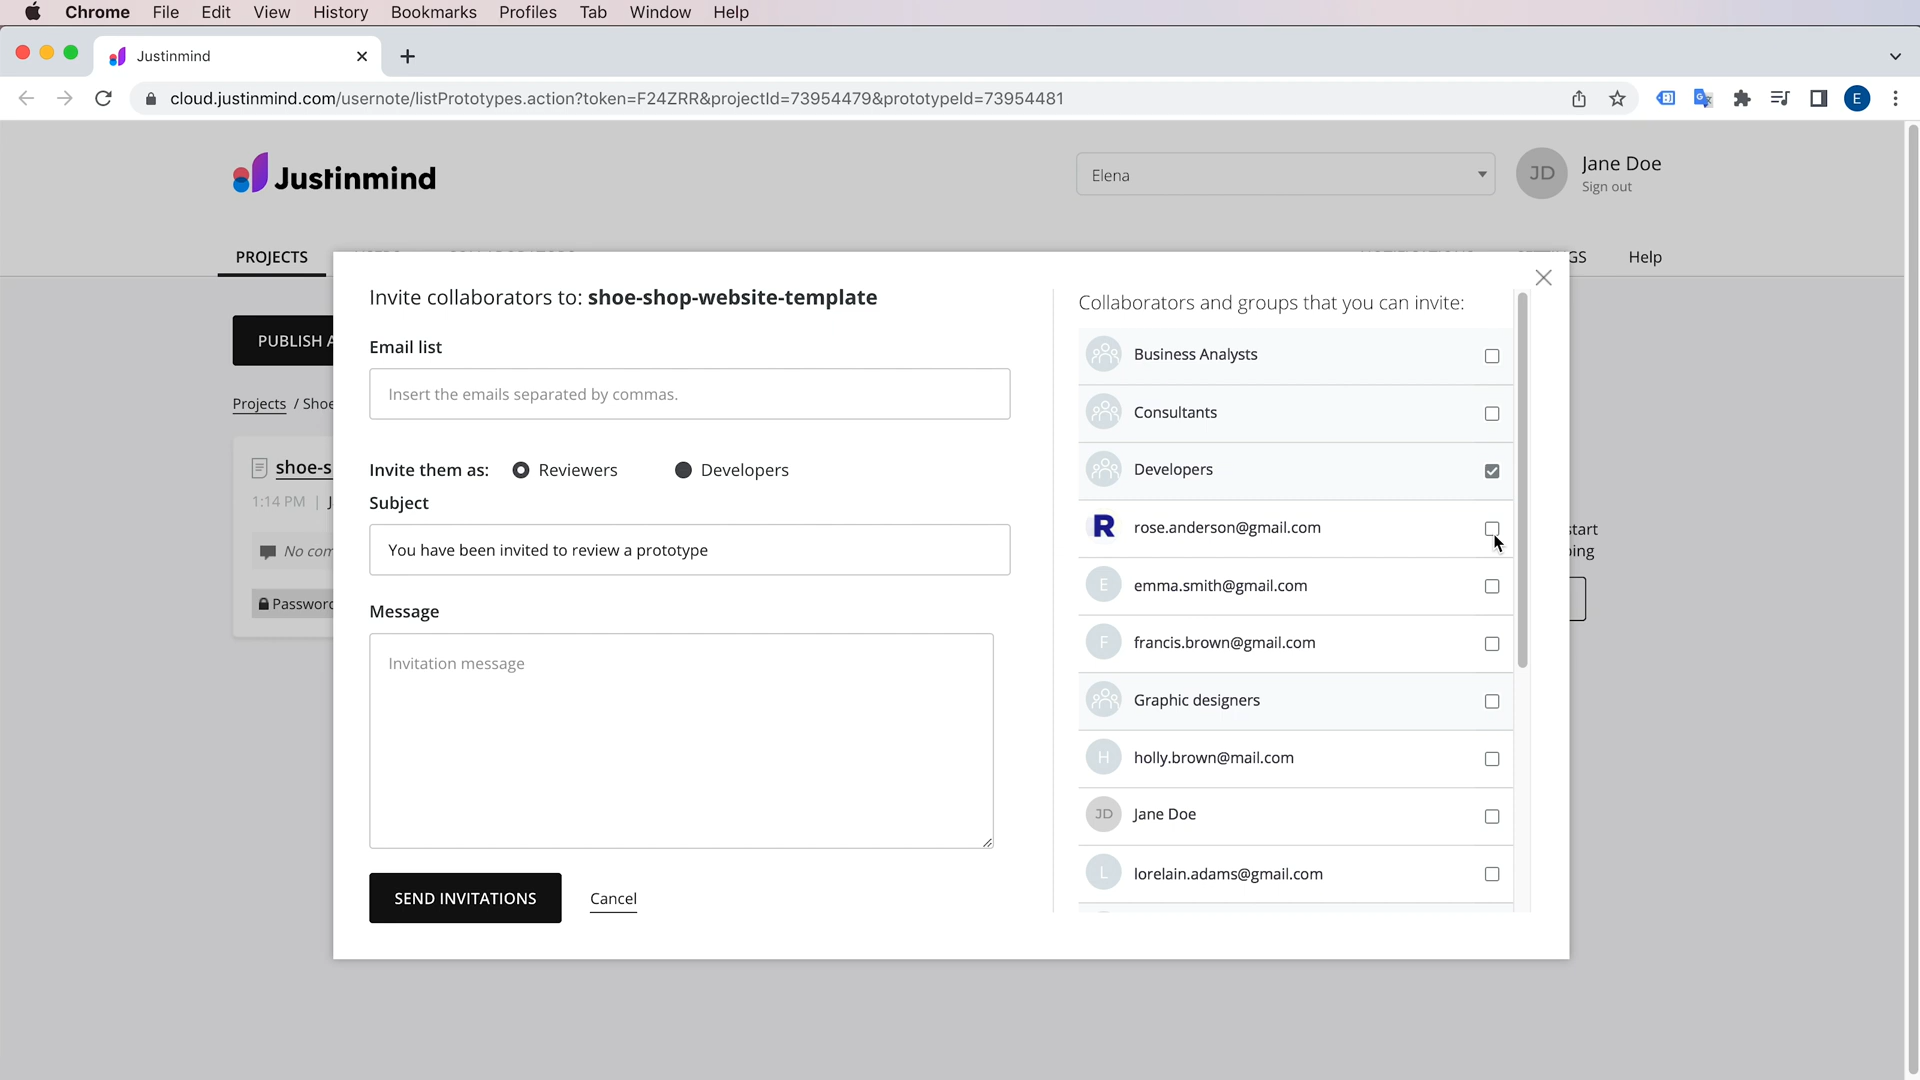 Chrome File Edit View History Bookmarks Profiles Tab Window Help
Justinmind
cloud.justinmind.com/usernote/listPrototypes.action?token=F24ZRR&projectId=73954479&prototypeId=73954481
E
Justinmind
Elena
JD
Jane Doe
Sign out
PROJECTS
GS
Help
PUBLISH A
Projects / Shoe
shoe-s
1:14 PM |
No com
Password
start
ing
Invite collaborators to: shoe-shop-website-template
Email list
Insert the emails separated by commas.
Invite them as: Reviewers Developers
Subject
You have been invited to review a prototype
Message
Invitation message
SEND INVITATIONS
Cancel
Collaborators and groups that you can invite:
Business Analysts
Consultants
Developers
R rose.anderson@gmail.com
E emma.smith@gmail.com
F francis.brown@gmail.com
Graphic designers
H holly.brown@mail.com
JD Jane Doe
L lorelain.adams@gmail.com